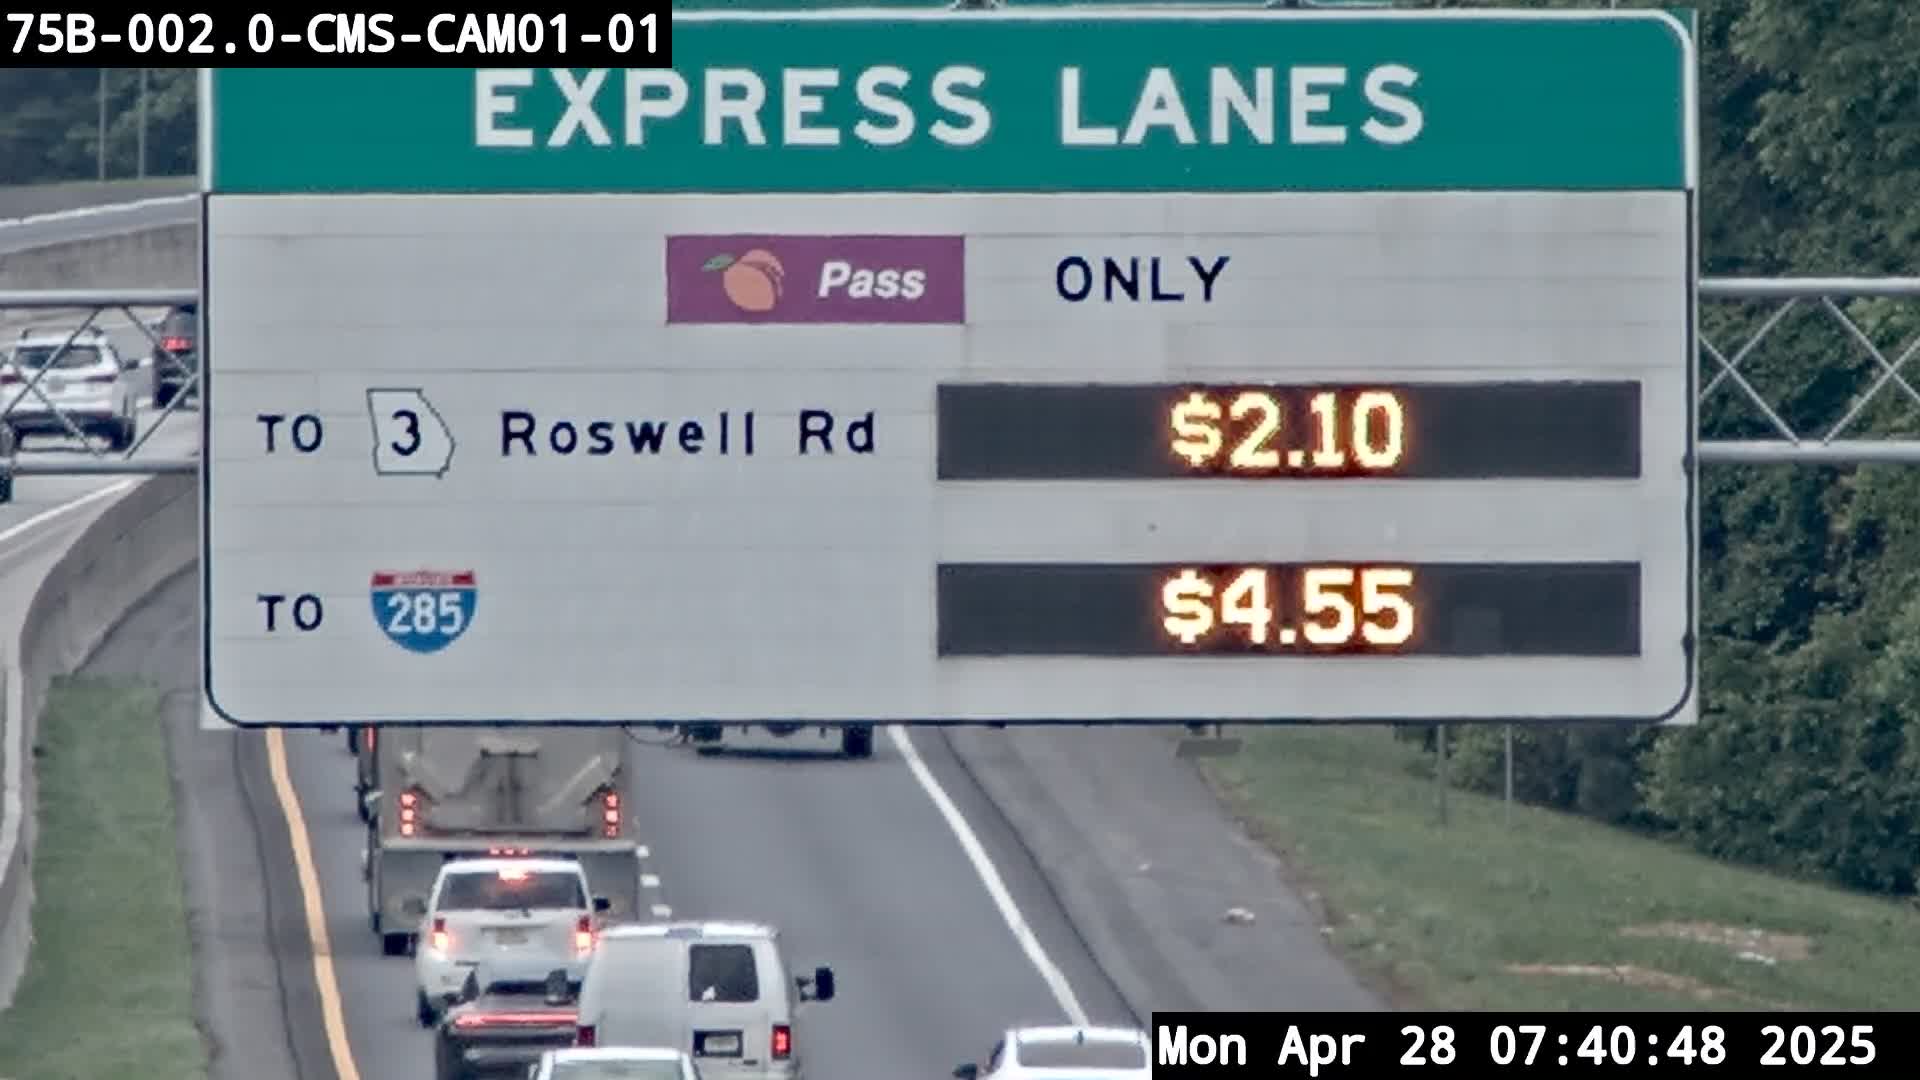 75B-002.0-CMS-CAM01-01
EXPRESS LANES
Pass ONLY
TO 3 Roswell Rd $2.10
TO 285 $4.55
Mon Apr 28 07:40:48 2025